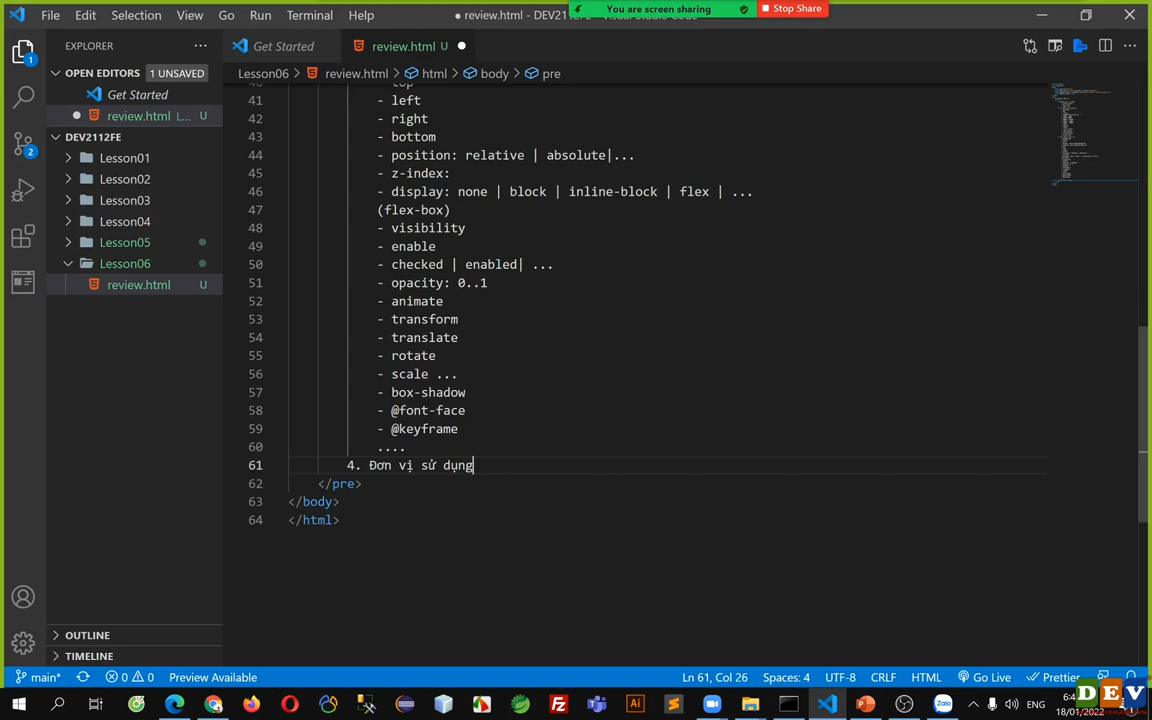 File Edit Selection View Go Run Terminal Help
● review.html - DEV21
You are screen sharing
Stop Share
EXPLORER
Get Started
review.html U
OPEN EDITORS 1 UNSAVED
Get Started
review.html L... U
DEV2112FE
Lesson01
Lesson02
Lesson03
Lesson04
Lesson05
Lesson06
review.html U
OUTLINE
TIMELINE
Lesson06 > review.html > html > body > pre
41 - left
42 - right
43 - bottom
44 - position: relative | absolute|...
45 - z-index:
46 - display: none | block | inline-block | flex | ...
47 (flex-box)
48 - visibility
49 - enable
50 - checked | enabled| ...
51 - opacity: 0..1
52 - animate
53 - transform
54 - translate
55 - rotate
56 - scale ...
57 - box-shadow
58 - @font-face
59 - @keyframe
60 ....
61 4. Đơn vị sử dụng
62 </pre>
63 </body>
64 </html>
main* 0 0 Preview Available
Ln 61, Col 26 Spaces: 4 UTF-8 CRLF HTML Go Live Prettier
ENG
18/01/2022
DEV